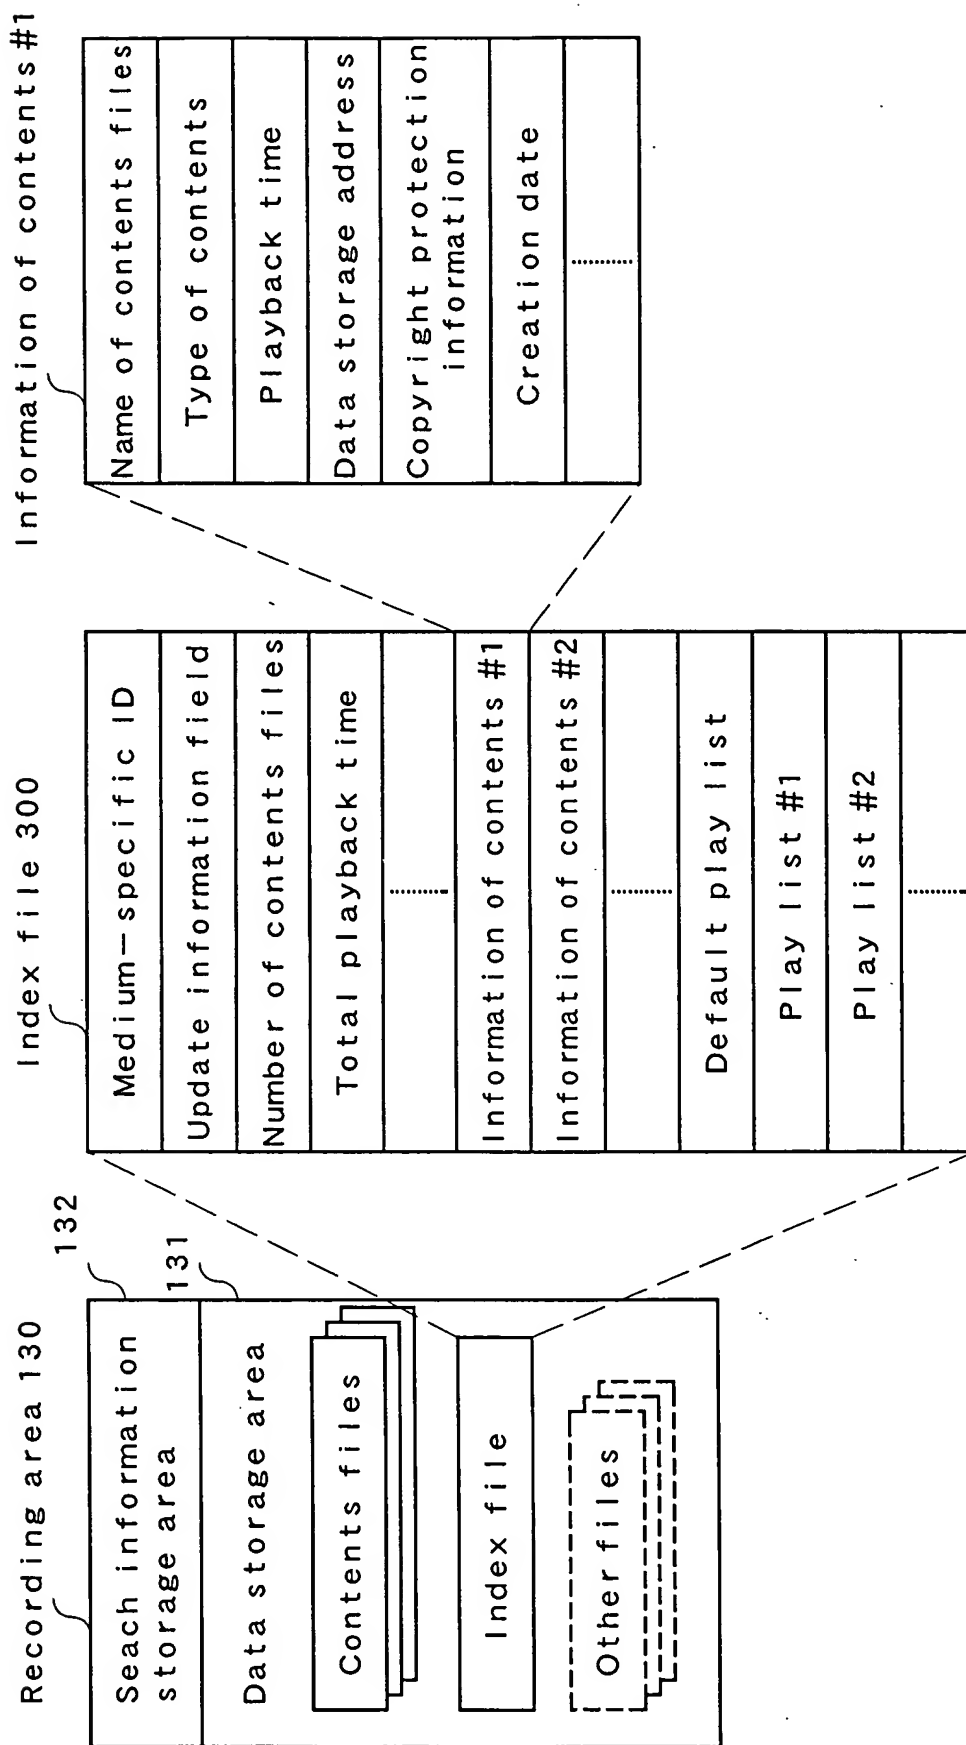 Recording area 130
132
Seach information
storage area
131
Data storage area
Contents files
Index file
Other files
Index file 300
Medium-specific ID
Update information field
Number of contents files
Total playback time
Information of contents #1
Information of contents #2
Default play list
Play list #1
Play list #2
Information of contents#1
Name of contents files
Type of contents
Playback time
Data storage address
Copyright protection
information
Creation date